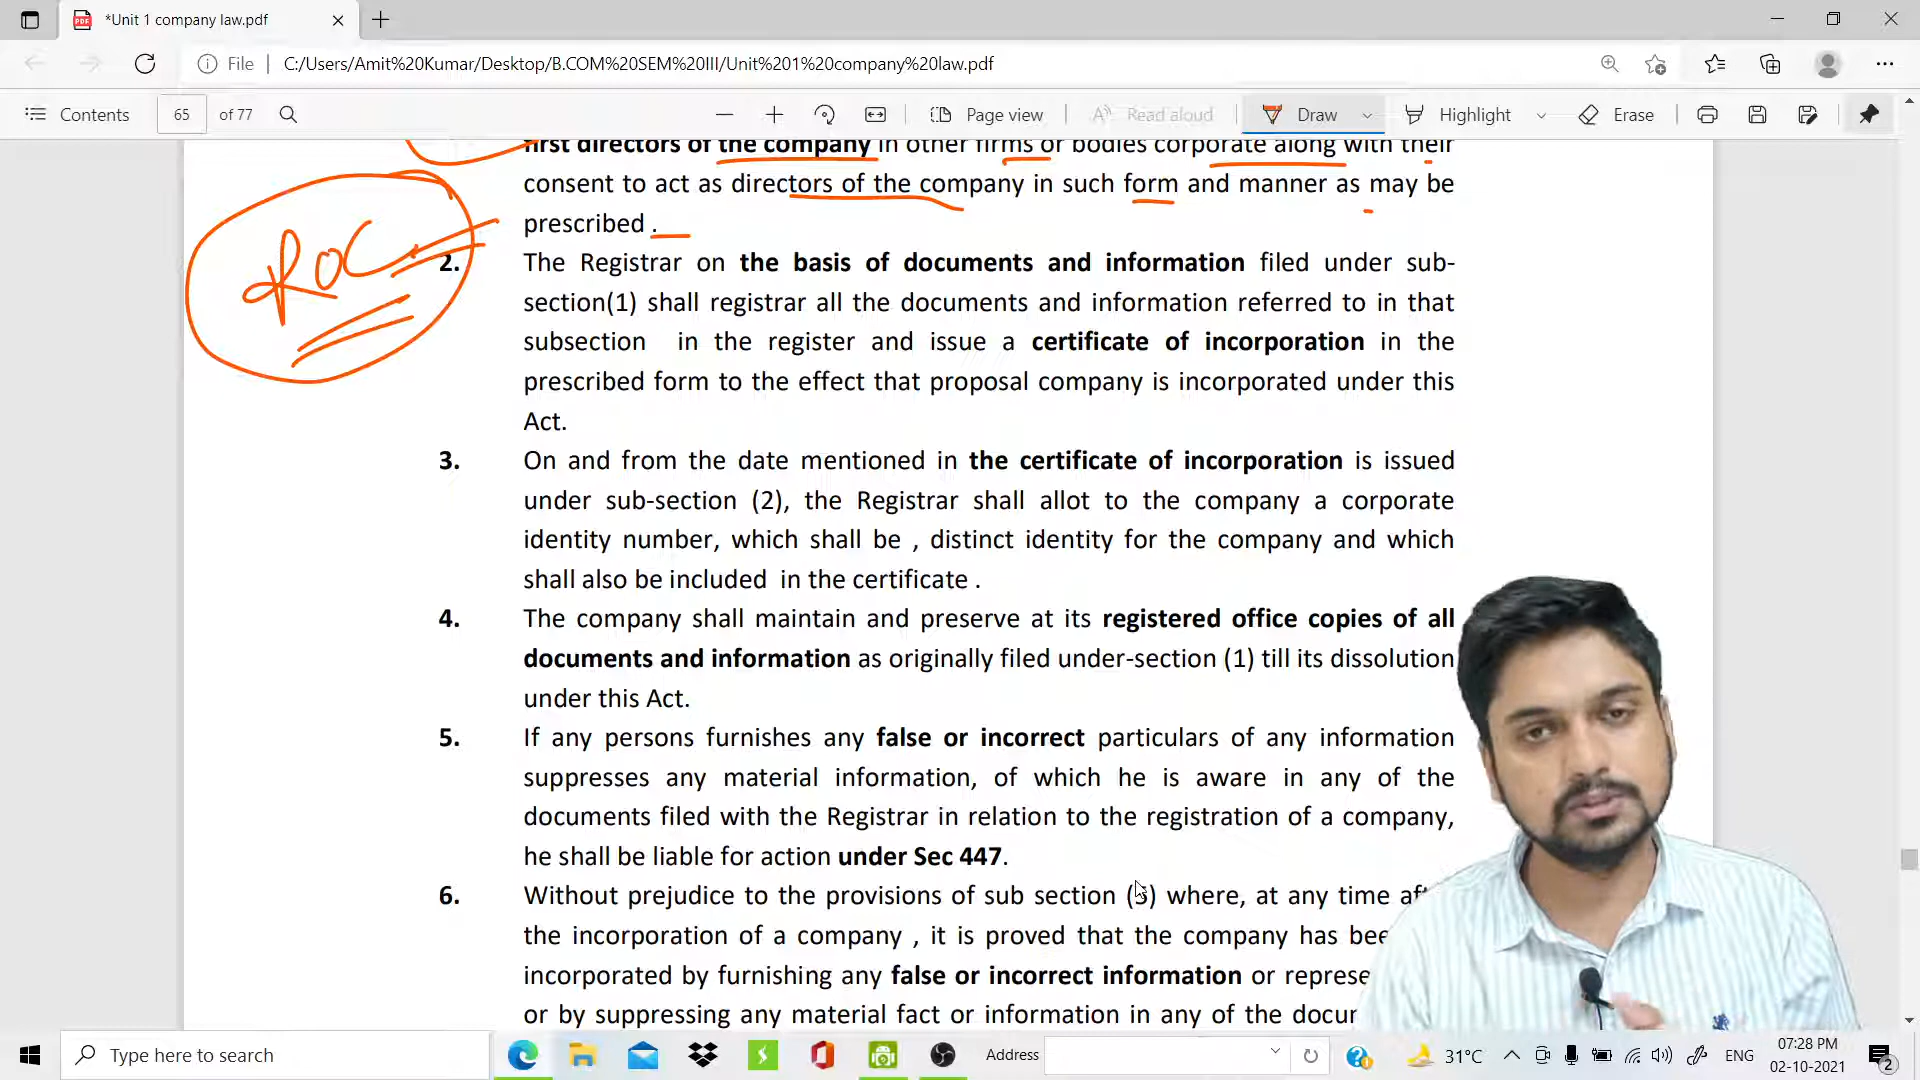 *Unit 1 company law.pdf
File
C:/Users/Amit%20Kumar/Desktop/B.COM%20SEM%20III/Unit%201%20company%20law.pdf
Contents
65 of 77
Page view
Read aloud
Draw
Highlight
Erase
first directors of the company in other firms or bodies corporate along with their
consent to act as directors of the company in such form and manner as may be
prescribed .
ROC
2. The Registrar on the basis of documents and information filed under sub-
section(1) shall registrar all the documents and information referred to in that
subsection in the register and issue a certificate of incorporation in the
prescribed form to the effect that proposal company is incorporated under this
Act.
3. On and from the date mentioned in the certificate of incorporation is issued
under sub-section (2), the Registrar shall allot to the company a corporate
identity number, which shall be , distinct identity for the company and which
shall also be included in the certificate .
4. The company shall maintain and preserve at its registered office copies of all
documents and information as originally filed under-section (1) till its dissolution
under this Act.
5. If any persons furnishes any false or incorrect particulars of any information
suppresses any material information, of which he is aware in any of the
documents filed with the Registrar in relation to the registration of a company,
he shall be liable for action under Sec 447.
6. Without prejudice to the provisions of sub section (5) where, at any time
the incorporation of a company , it is proved that the company has
incorporated by furnishing any false or incorrect information or
or by suppressing any material fact or information in any of the
Type here to search
Address
31°C
ENG
07:28 PM
02-10-2021
2